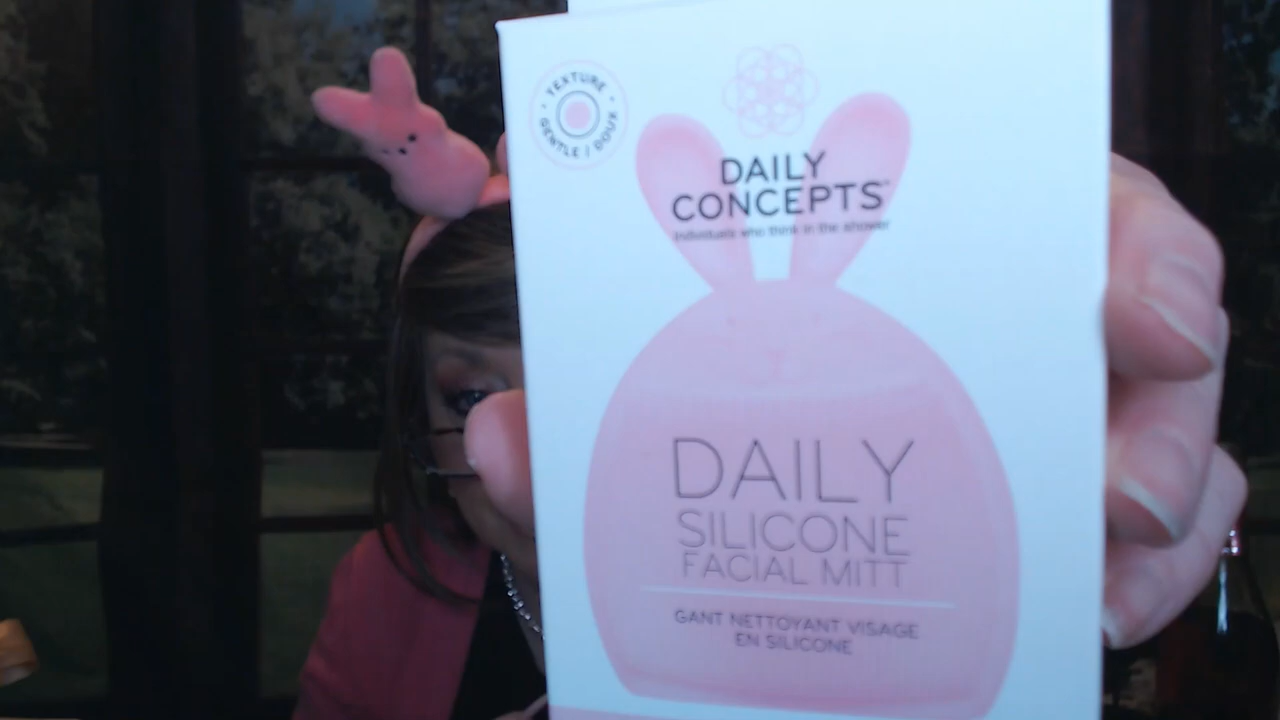 TEXTURE
GENTLE / DOUX
DAILY
CONCEPTS™
individuals who think in the shower
DAILY
SILICONE
FACIAL MITT
GANT NETTOYANT VISAGE
EN SILICONE